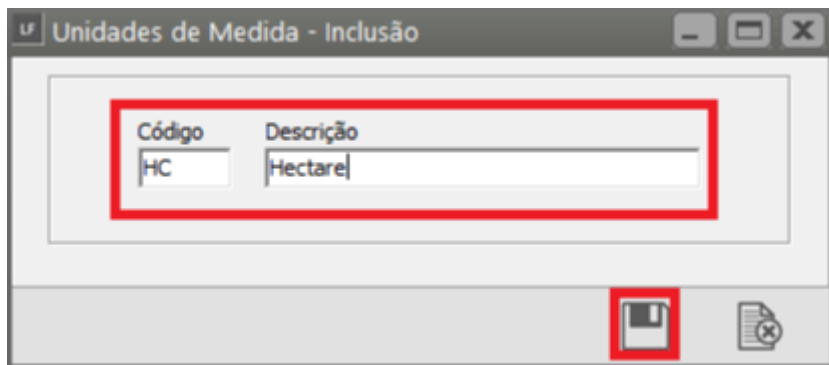 LF Unidades de Medida - Inclusão
Código Descrição
HC Hectare